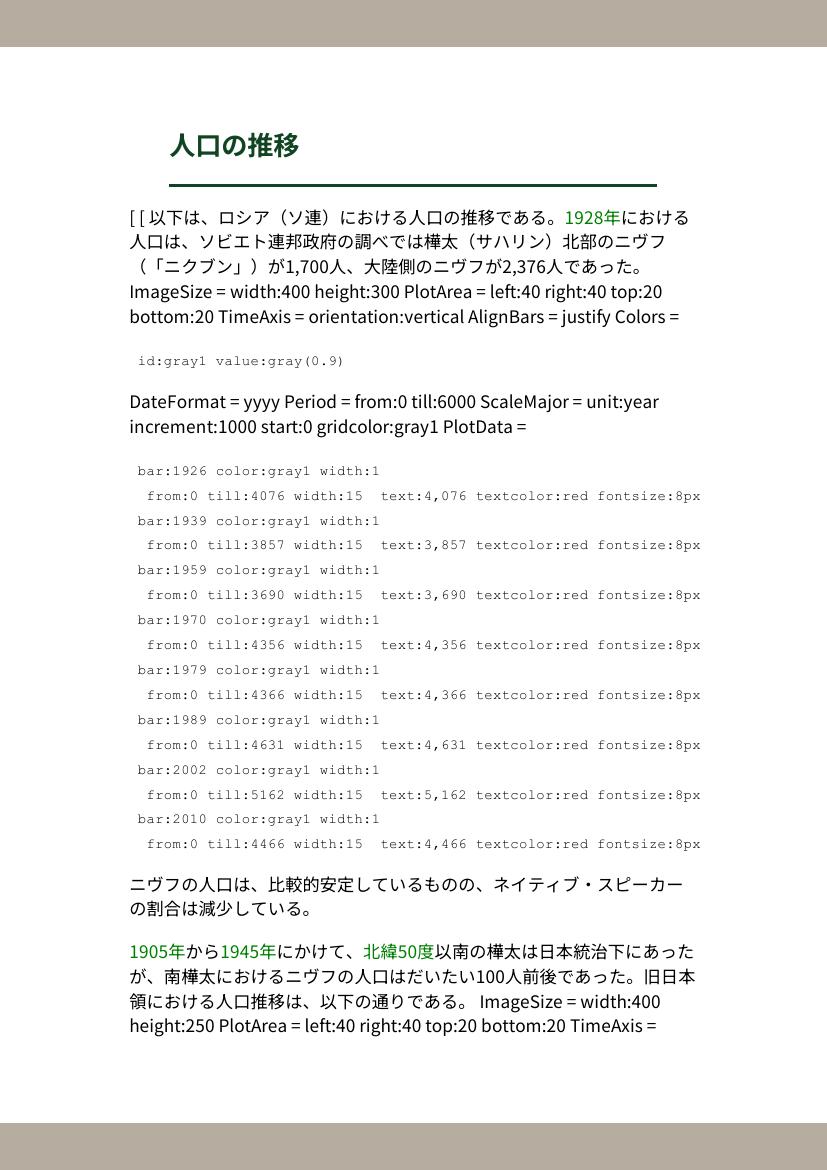 人口の推移
[ [ 以下は、ロシア（ソ連）における人口の推移である。1928年における
人口は、ソビエト連邦政府の調べでは樺太（サハリン）北部のニヴフ
（「ニクブン」）が1,700人、大陸側のニヴフが2,376人であった。
ImageSize = width:400 height:300 PlotArea = left:40 right:40 top:20
bottom:20 TimeAxis = orientation:vertical AlignBars = justify Colors =
id:gray1 value:gray(0.9)
DateFormat = yyyy Period = from:0 till:6000 ScaleMajor = unit:year
increment:1000 start:0 gridcolor:gray1 PlotData =
bar:1926 color:gray1 width:1
from:0 till:4076 width:15  text:4,076 textcolor:red fontsize:8px
bar:1939 color:gray1 width:1
from:0 till:3857 width:15  text:3,857 textcolor:red fontsize:8px
bar:1959 color:gray1 width:1
from:0 till:3690 width:15  text:3,690 textcolor:red fontsize:8px
bar:1970 color:gray1 width:1
from:0 till:4356 width:15  text:4,356 textcolor:red fontsize:8px
bar:1979 color:gray1 width:1
from:0 till:4366 width:15  text:4,366 textcolor:red fontsize:8px
bar:1989 color:gray1 width:1
from:0 till:4631 width:15  text:4,631 textcolor:red fontsize:8px
bar:2002 color:gray1 width:1
from:0 till:5162 width:15  text:5,162 textcolor:red fontsize:8px
bar:2010 color:gray1 width:1
from:0 till:4466 width:15  text:4,466 textcolor:red fontsize:8px
ニヴフの人口は、比較的安定しているものの、ネイティブ・スピーカー
の割合は減少している。
1905年から1945年にかけて、北緯50度以南の樺太は日本統治下にあった
が、南樺太におけるニヴフの人口はだいたい100人前後であった。旧日本
領における人口推移は、以下の通りである。 ImageSize = width:400
height:250 PlotArea = left:40 right:40 top:20 bottom:20 TimeAxis =